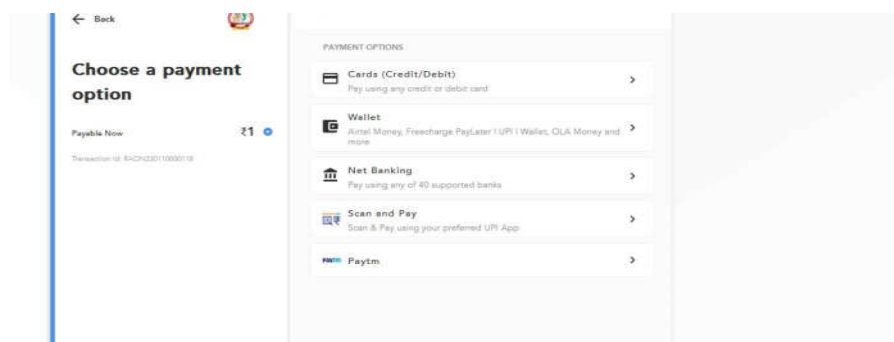 ← Back
Choose a payment
option
Payable Now ₹1
PAYMENT OPTIONS
Cards (Credit/Debit)
Pay using any credit or debit card
Wallet
Airtel Money, Freecharge PayLater | UPI | Wallet, OLA Money and
more
Net Banking
Pay using any of 40 supported banks
Scan and Pay
Scan & Pay using your preferred UPI App
Paytm Paytm